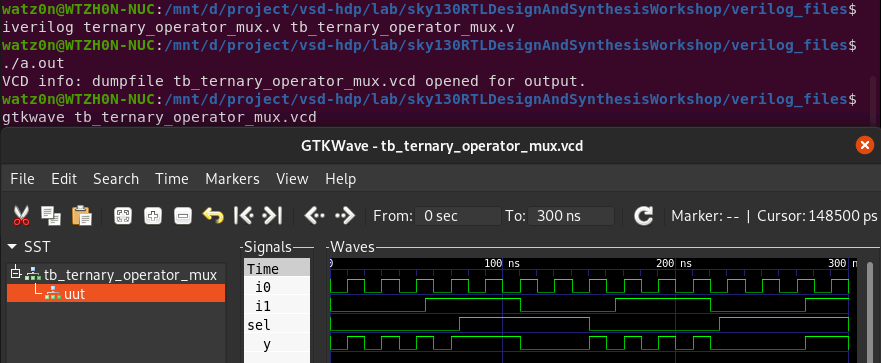 watz0n@WTZH0N-NUC:/mnt/d/project/vsd-hdp/lab/sky130RTLDesignAndSynthesisWorkshop/verilog_files$
iverilog ternary_operator_mux.v tb_ternary_operator_mux.v
watz0n@WTZH0N-NUC:/mnt/d/project/vsd-hdp/lab/sky130RTLDesignAndSynthesisWorkshop/verilog_files$
./a.out
VCD info: dumpfile tb_ternary_operator_mux.vcd opened for output.
watz0n@WTZH0N-NUC:/mnt/d/project/vsd-hdp/lab/sky130RTLDesignAndSynthesisWorkshop/verilog_files$
gtkwave tb_ternary_operator_mux.vcd
GTKWave - tb_ternary_operator_mux.vcd
File Edit Search Time Markers View Help
From: 0 sec To: 300 ns Marker: -- | Cursor: 148500 ps
SST
Signals
Waves
tb_ternary_operator_mux
uut
Time
i0
i1
sel
y
0 100 ns 200 ns 300 n